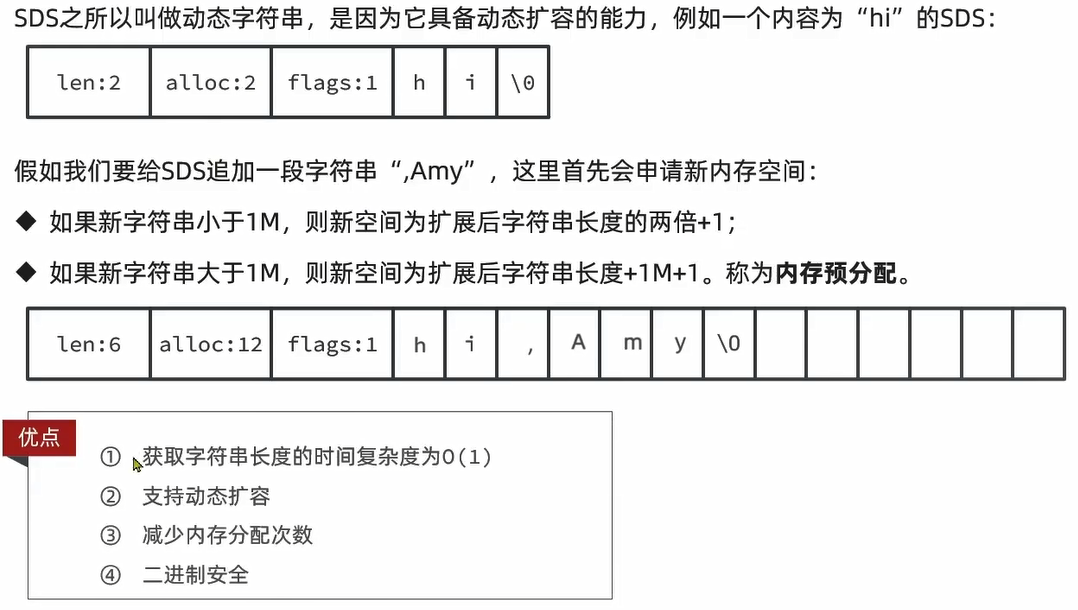 SDS之所以叫做动态字符串，是因为它具备动态扩容的能力，例如一个内容为“hi”的SDS：
len:2 alloc:2 flags:1 h i \0
假如我们要给SDS追加一段字符串“,Amy”，这里首先会申请新内存空间：
◆ 如果新字符串小于1M，则新空间为扩展后字符串长度的两倍+1；
◆ 如果新字符串大于1M，则新空间为扩展后字符串长度+1M+1。称为内存预分配。
len:6 alloc:12 flags:1 h i , A m y \0
优点
① 获取字符串长度的时间复杂度为O(1)
② 支持动态扩容
③ 减少内存分配次数
④ 二进制安全